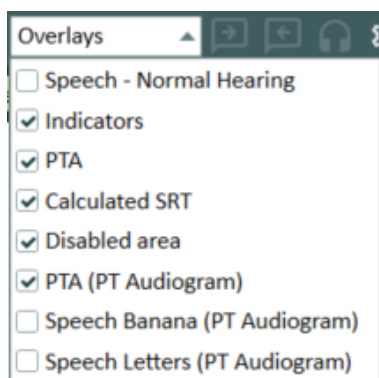 Overlays
Speech - Normal Hearing
Indicators
PTA
Calculated SRT
Disabled area
PTA (PT Audiogram)
Speech Banana (PT Audiogram)
Speech Letters (PT Audiogram)